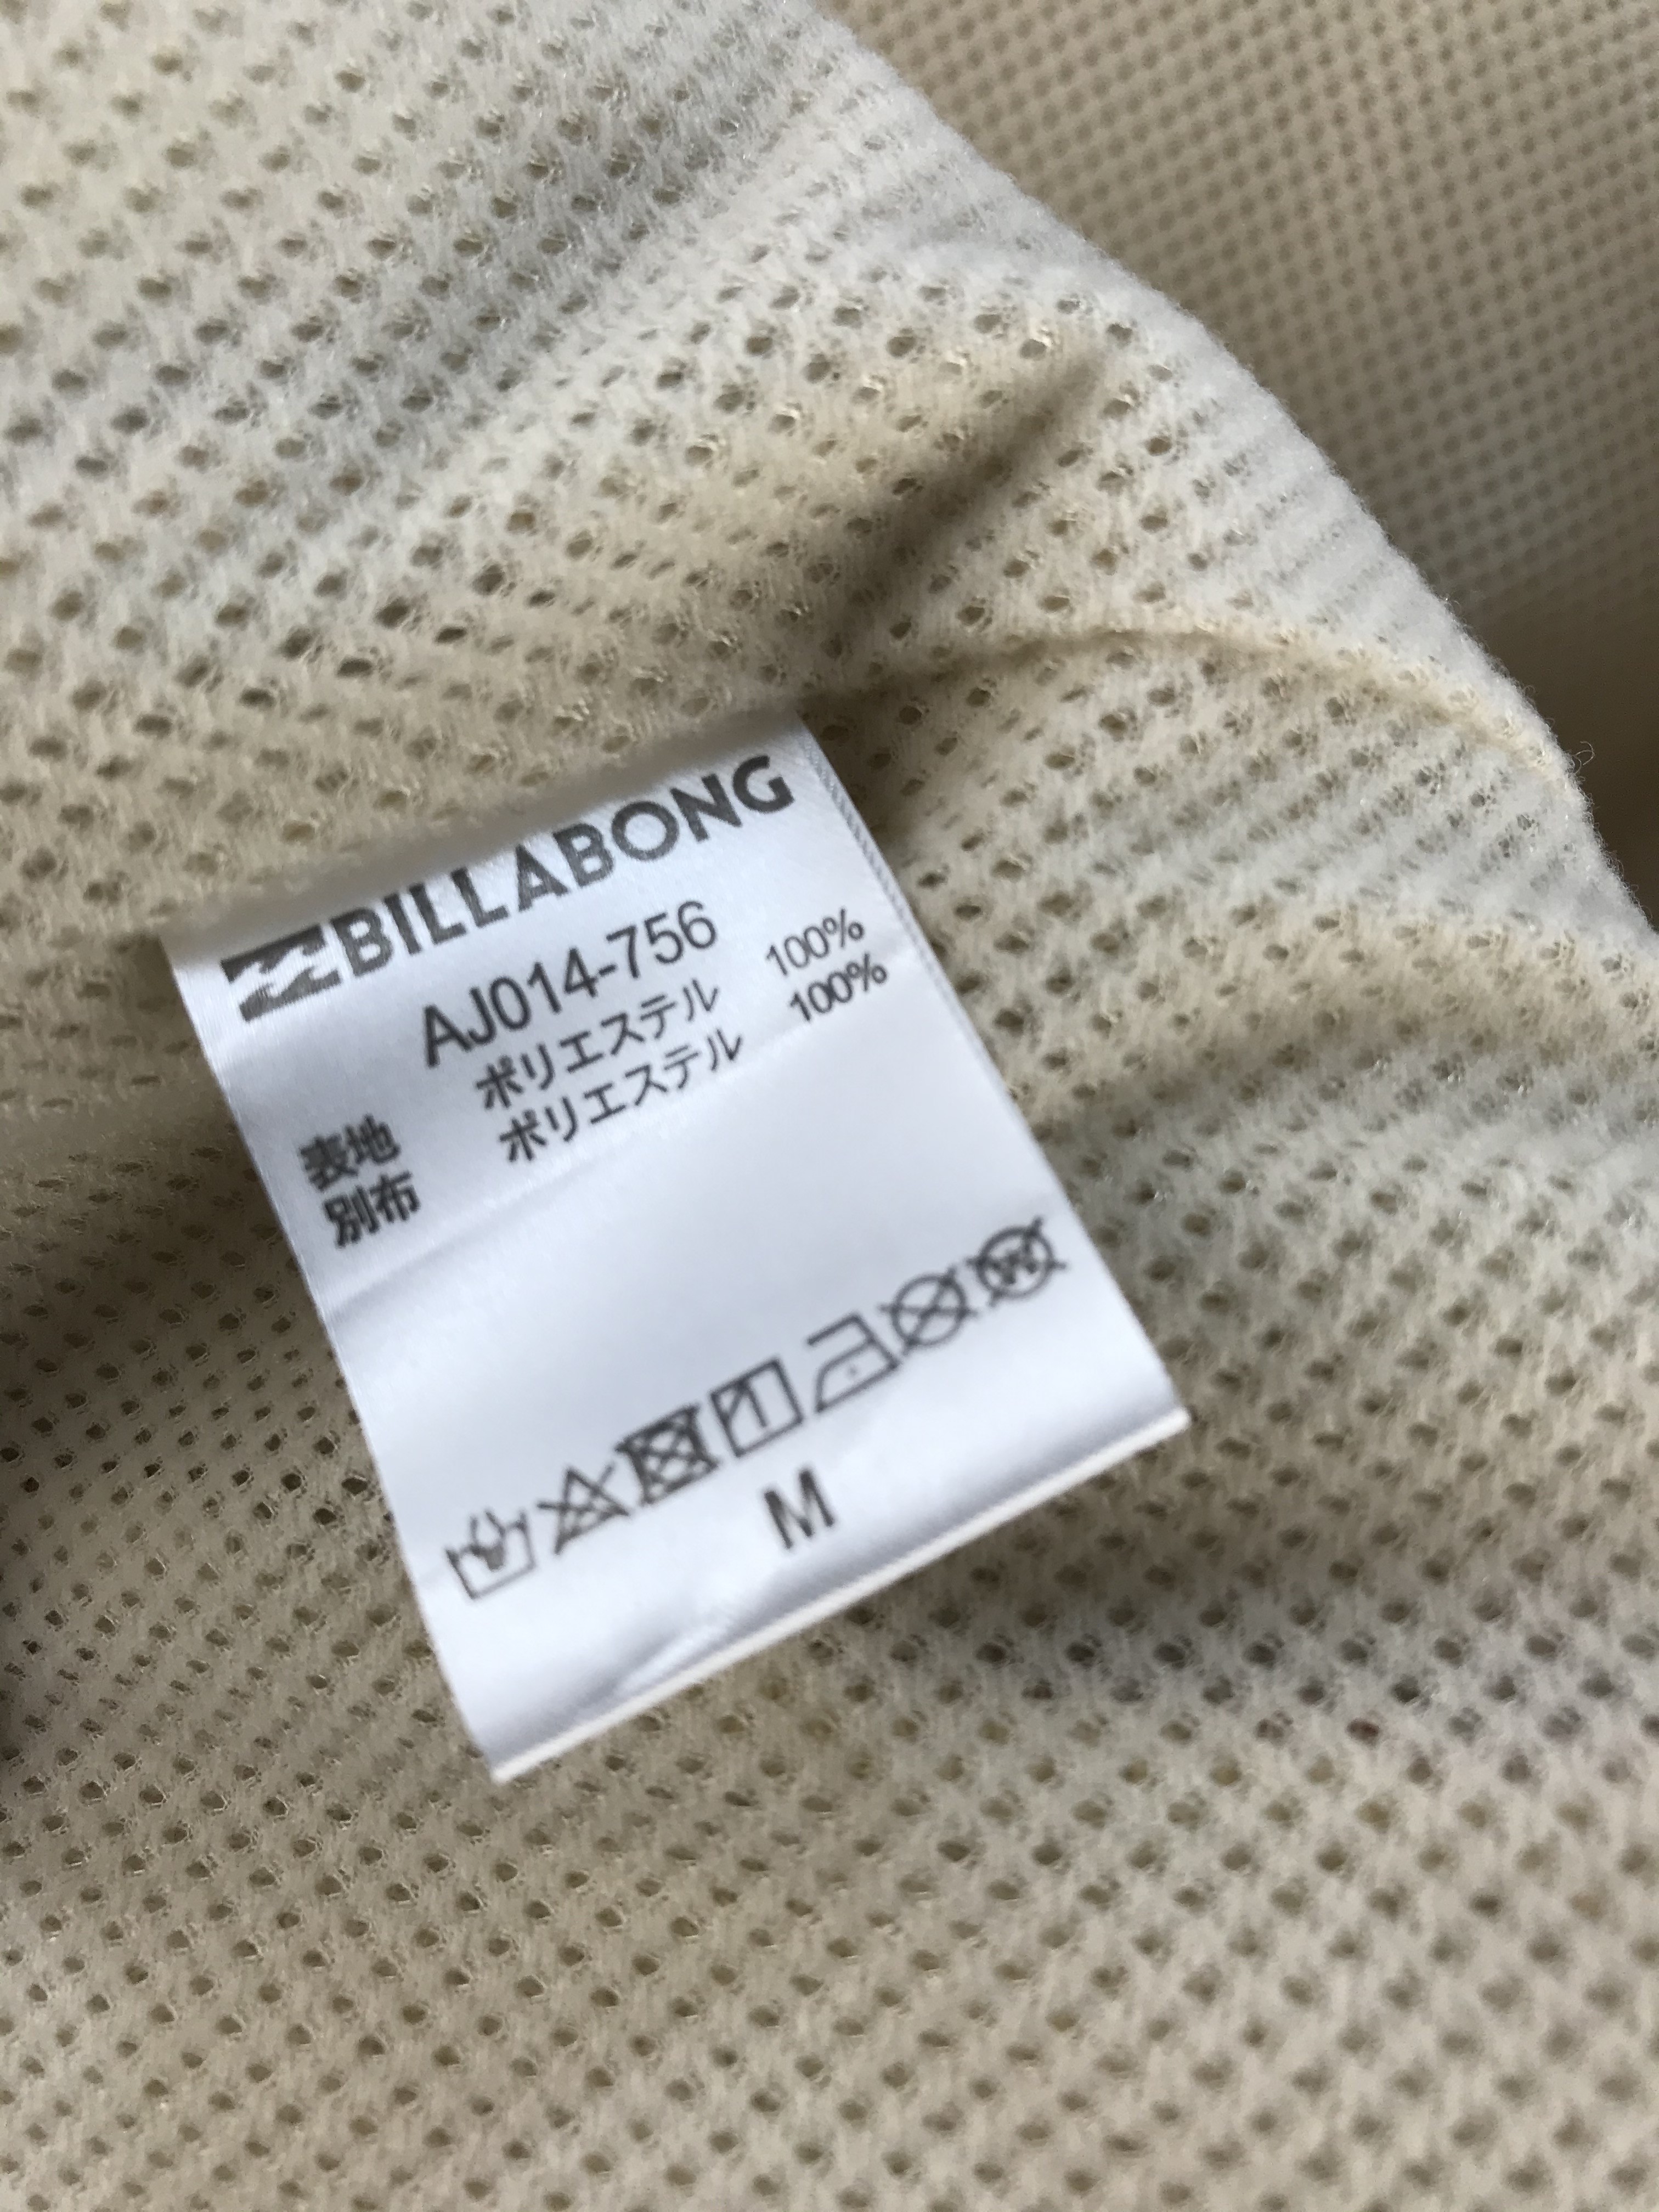 BILLABONG
AJ014-756
表地 ポリエステル 100%
別布 ポリエステル 100%
M